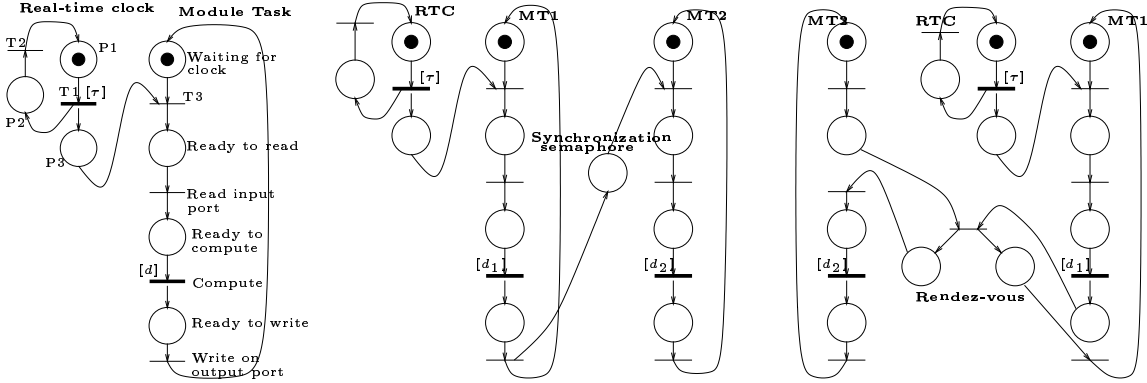 Real-time clock
Module Task
T2
P1
Waiting for
clock
T1 [τ]
T3
P2
P3
Ready to read
Read input
port
Ready to
compute
[d]
Compute
Ready to write
Write on
output port
RTC
MT1
MT2
[τ]
Synchronization
semaphore
[d1]
[d2]
MT2
RTC
MT1
[τ]
[d2]
[d1]
Rendez-vous